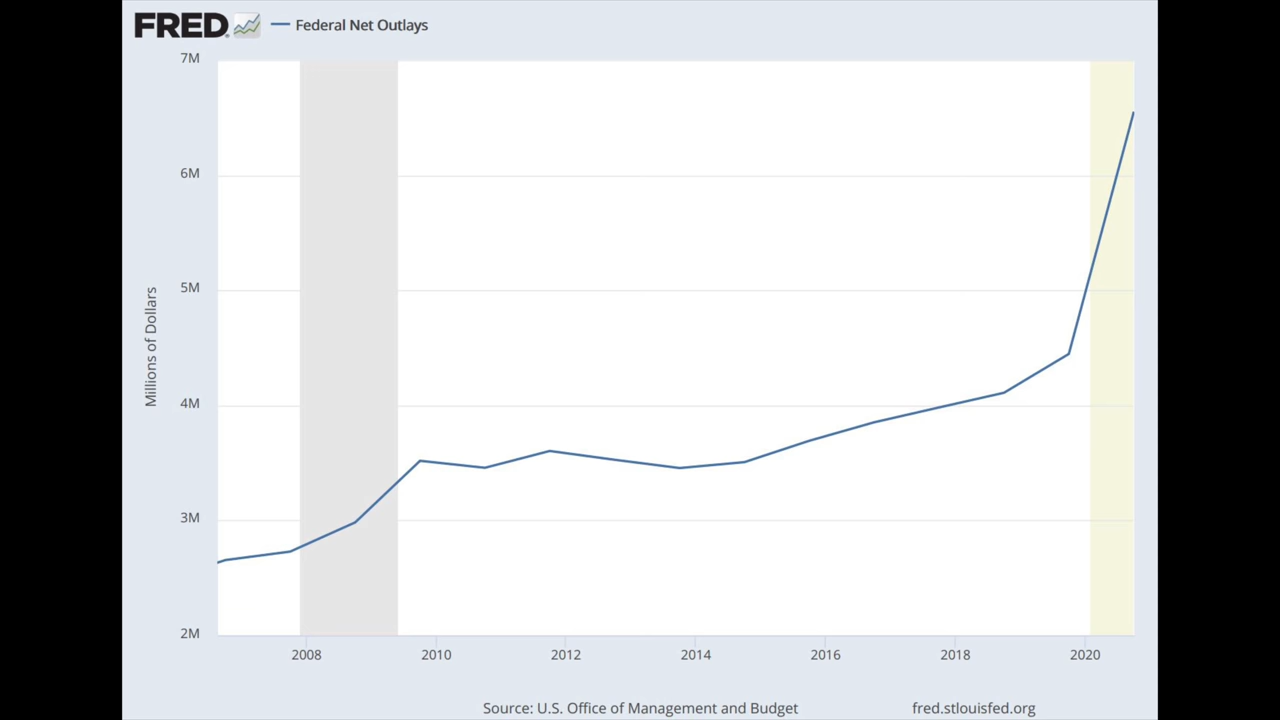 FRED Federal Net Outlays
7M
6M
5M
4M
3M
2M
Millions of Dollars
2008 2010 2012 2014 2016 2018 2020
Source: U.S. Office of Management and Budget fred.stlouisfed.org